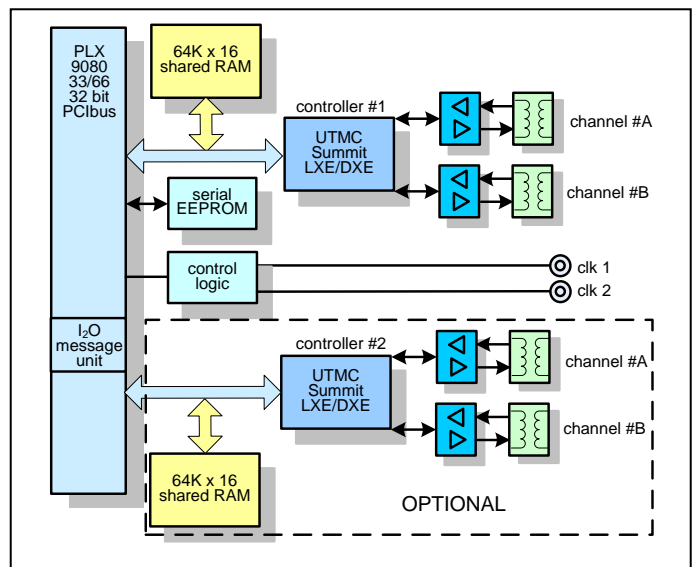 PLX
9080
33/66
32 bit
PCIbus
64K x 16
shared RAM
controller #1
UTMC
Summit
LXE/DXE
channel #A
channel #B
serial
EEPROM
control
logic
clk 1
clk 2
I₂O
message
unit
controller #2
UTMC
Summit
LXE/DXE
channel #A
channel #B
64K x 16
shared RAM
OPTIONAL